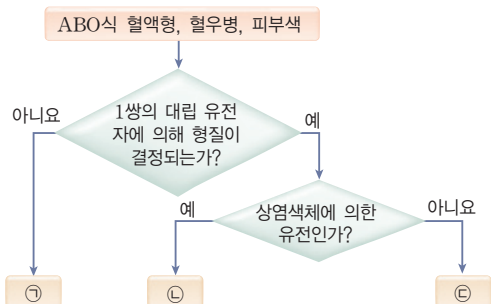 ABO식 혈액형, 혈우병, 피부색
1쌍의 대립 유전
자에 의해 형질이
결정되는가?
아니요
예
상염색체에 의한
유전인가?
예
아니요
㉠
㉡
㉢